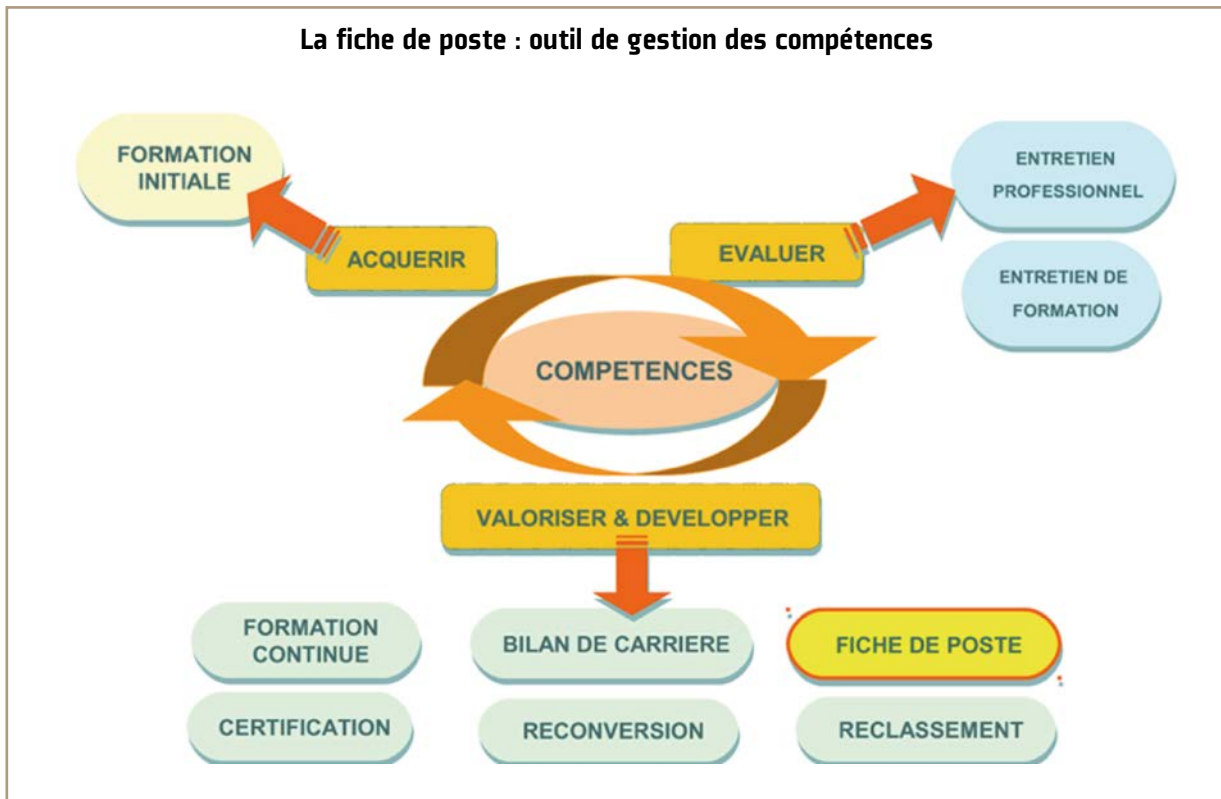 La fiche de poste : outil de gestion des compétences
FORMATION
INITIALE
ACQUERIR
EVALUER
ENTRETIEN
PROFESSIONNEL
ENTRETIEN DE
FORMATION
COMPETENCES
VALORISER & DEVELOPPER
FORMATION
CONTINUE
BILAN DE CARRIERE
FICHE DE POSTE
CERTIFICATION
RECONVERSION
RECLASSEMENT